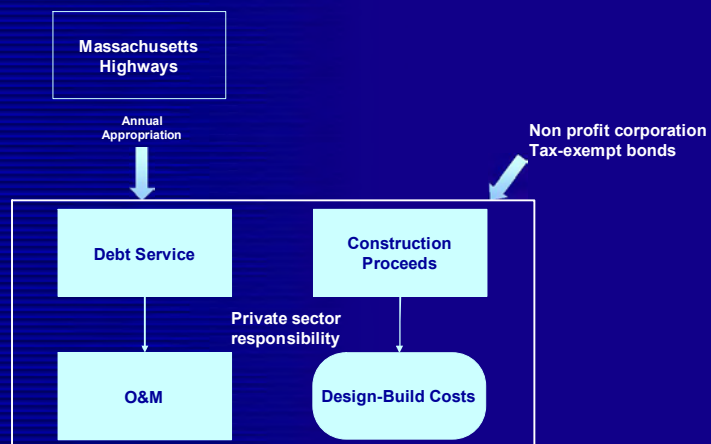 Massachusetts
Highways
Annual
Appropriation
Non profit corporation
Tax-exempt bonds
Debt Service
Construction
Proceeds
Private sector
responsibility
O&M
Design-Build Costs